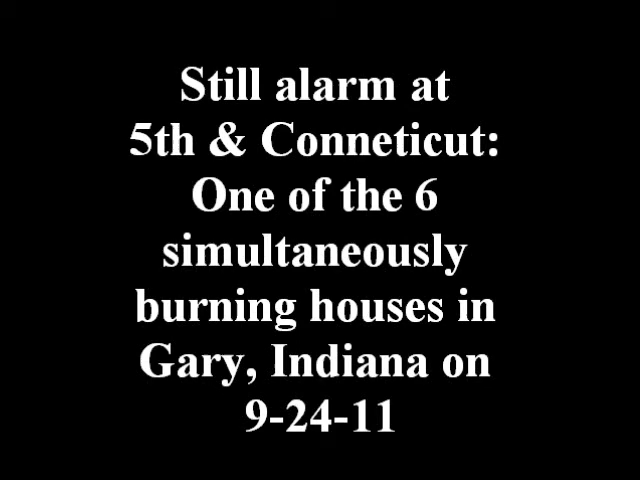 Still alarm at
5th & Conneticut:
One of the 6
simultaneously
burning houses in
Gary, Indiana on
9-24-11